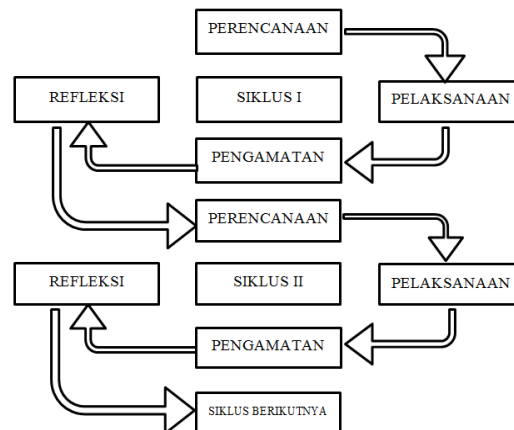 PERENCANAAN
REFLEKSI
SIKLUS I
PELAKSANAAN
PENGAMATAN
PERENCANAAN
REFLEKSI
SIKLUS II
PELAKSANAAN
PENGAMATAN
SIKLUS BERIKUTNYA